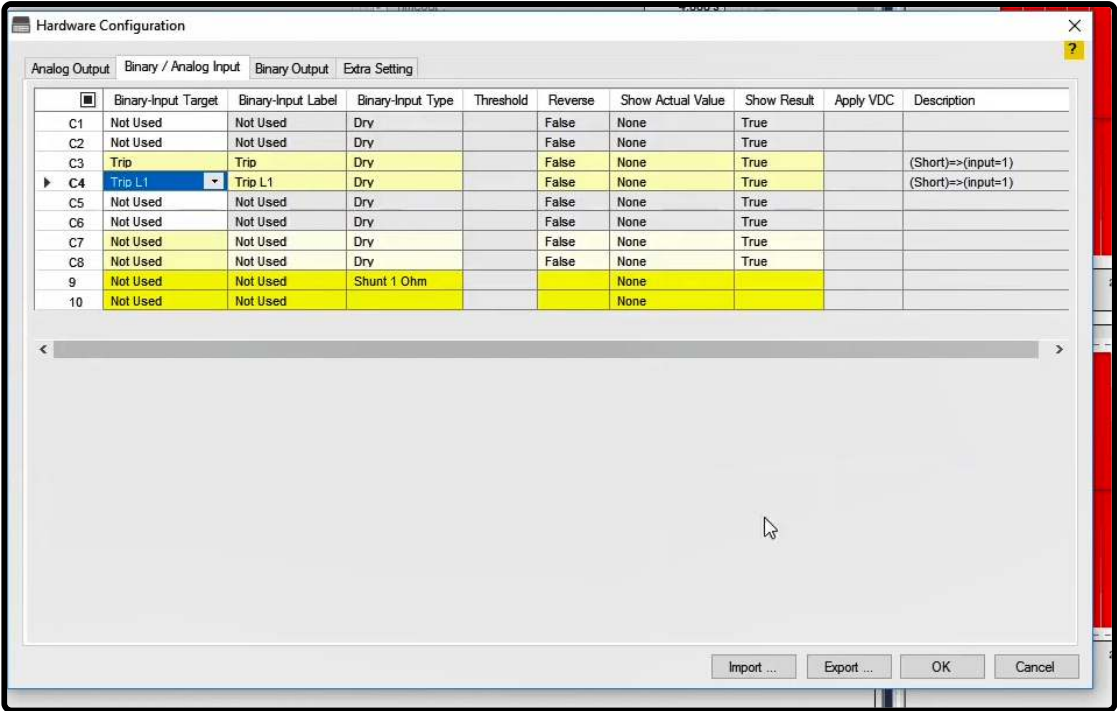 4.000 s
Hardware Configuration
?
Analog Output Binary / Analog Input Binary Output Extra Setting
Binary-Input Target Binary-Input Label Binary-Input Type Threshold Reverse Show Actual Value Show Result Apply VDC Description
C1 Not Used Not Used Dry False None True
C2 Not Used Not Used Dry False None True
C3 Trip Trip Dry False None True (Short)=>(input=1)
C4 Trip L1 Trip L1 Dry False None True (Short)=>(input=1)
C5 Not Used Not Used Dry False None True
C6 Not Used Not Used Dry False None True
C7 Not Used Not Used Dry False None True
C8 Not Used Not Used Dry False None True
9 Not Used Not Used Shunt 1 Ohm None
10 Not Used Not Used None
Import ... Export ... OK Cancel